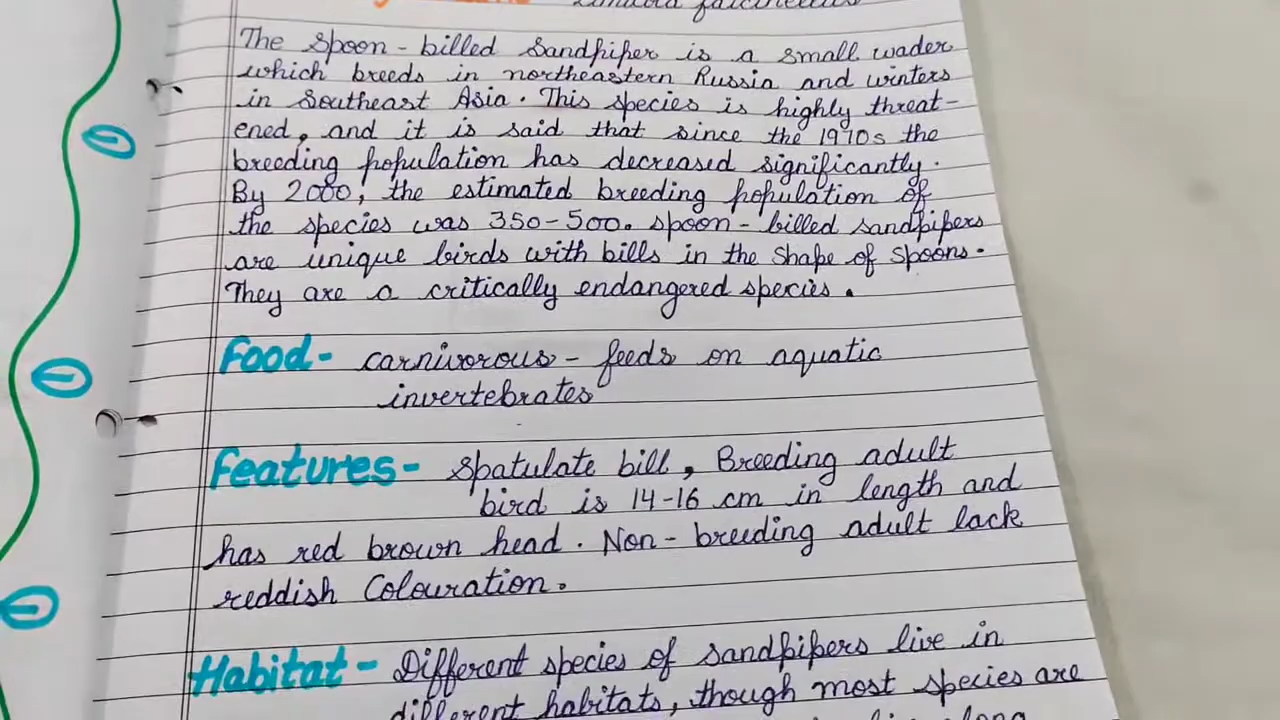 The spoon-billed Sandpiper is a small wader
which breeds in northeastern Russia and winters
in Southeast Asia. This species is highly threat-
ened, and it is said that since the 1970s the
breeding population has decreased significantly.
By 2000, the estimated breeding population of
the species was 350-500. spoon-billed sandpipers
are unique birds with bills in the shape of spoons.
They are a critically endangered species.
Food- carnivorous - feeds on aquatic
invertebrates
Features- Spatulate bill, Breeding adult
bird is 14-16 cm in length and
has red brown head. Non-breeding adult lack
reddish Colouration.
Habitat- Different species of sandpipers live in
different habitats, though most species are